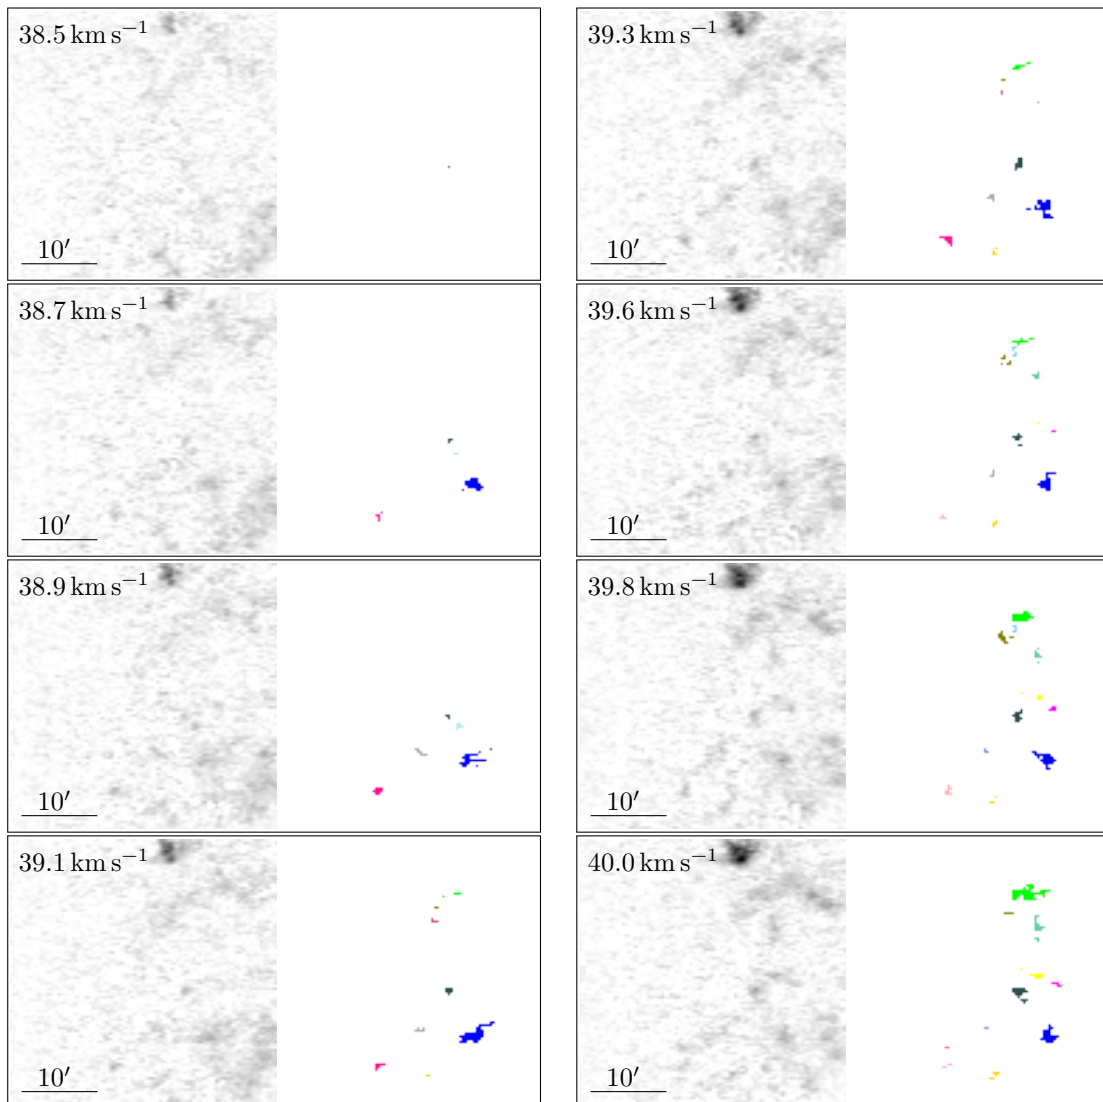 38.5 km s⁻¹
10′
38.7 km s⁻¹
10′
38.9 km s⁻¹
10′
39.1 km s⁻¹
10′
39.3 km s⁻¹
10′
39.6 km s⁻¹
10′
39.8 km s⁻¹
10′
40.0 km s⁻¹
10′